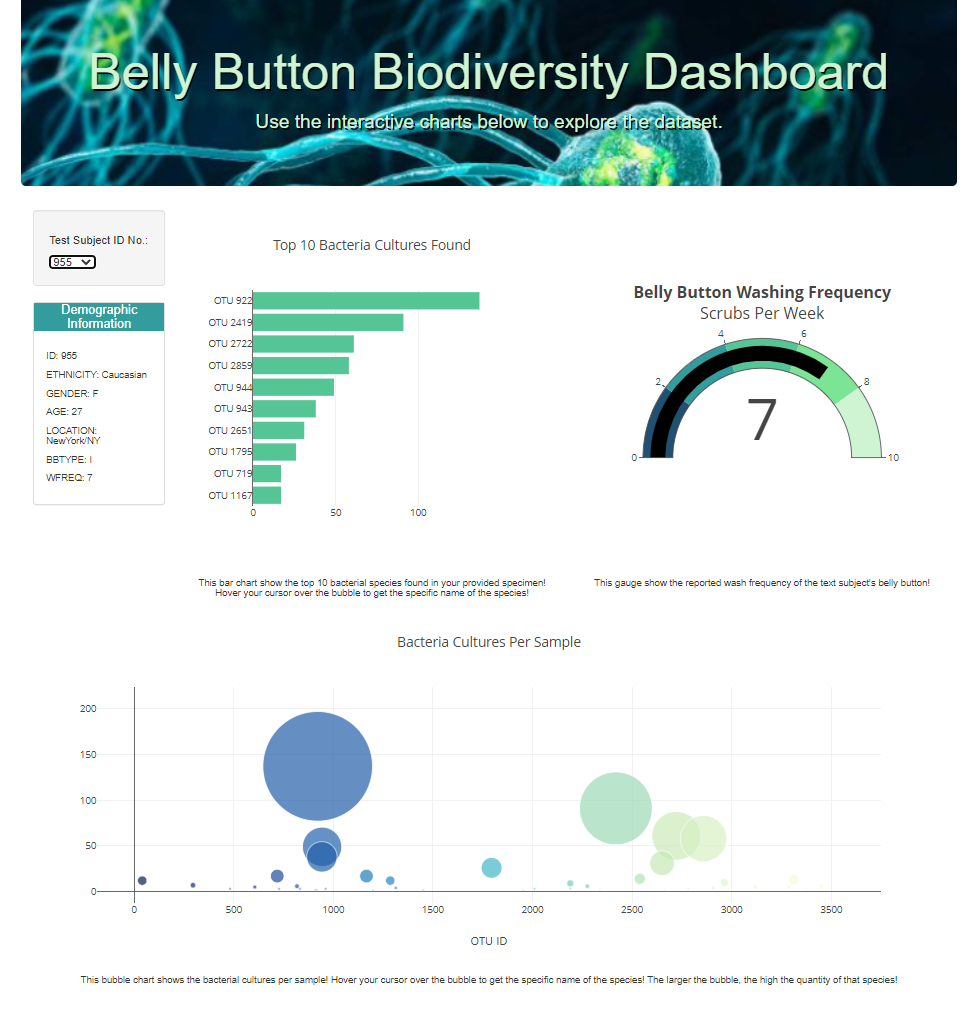 Belly Button Biodiversity Dashboard
Use the interactive charts below to explore the dataset.
Test Subject ID No.:
955
Demographic
Information
ID: 955
ETHNICITY: Caucasian
GENDER: F
AGE: 27
LOCATION:
NewYork/NY
BBTYPE: I
WFREQ: 7
Top 10 Bacteria Cultures Found
OTU 922
OTU 2419
OTU 2722
OTU 2859
OTU 944
OTU 943
OTU 2651
OTU 1795
OTU 719
OTU 1167
0 50 100
This bar chart show the top 10 bacterial species found in your provided specimen!
Hover your cursor over the bubble to get the specific name of the species!
Belly Button Washing Frequency
Scrubs Per Week
0 2 4 6 8 10
7
This gauge show the reported wash frequency of the text subject's belly button!
Bacteria Cultures Per Sample
200
150
100
50
0
0 500 1000 1500 2000 2500 3000 3500
OTU ID
This bubble chart shows the bacterial cultures per sample! Hover your cursor over the bubble to get the specific name of the species! The larger the bubble, the high the quantity of that species!